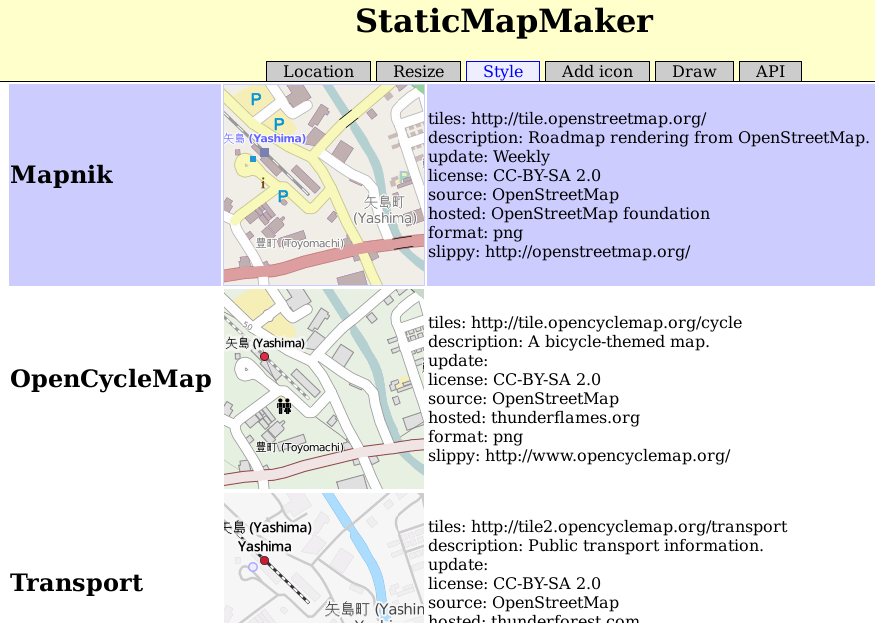 StaticMapMaker
Location
Resize
Style
Add icon
Draw
API
Mapnik
P
P
矢島 (Yashima)
i
P
P
矢島町
(Yashima)
豊町 (Toyomachi)
tiles: http://tile.openstreetmap.org/
description: Roadmap rendering from OpenStreetMap.
update: Weekly
license: CC-BY-SA 2.0
source: OpenStreetMap
hosted: OpenStreetMap foundation
format: png
slippy: http://openstreetmap.org/
OpenCycleMap
50
矢島 (Yashima)
豊町 (Toyomachi)
tiles: http://tile.opencyclemap.org/cycle
description: A bicycle-themed map.
update:
license: CC-BY-SA 2.0
source: OpenStreetMap
hosted: thunderflames.org
format: png
slippy: http://www.opencyclemap.org/
Transport
矢島 (Yashima)
Yashima
矢島町 (Yashin
tiles: http://tile2.opencyclemap.org/transport
description: Public transport information.
update:
license: CC-BY-SA 2.0
source: OpenStreetMap
hosted: thunderforest.com